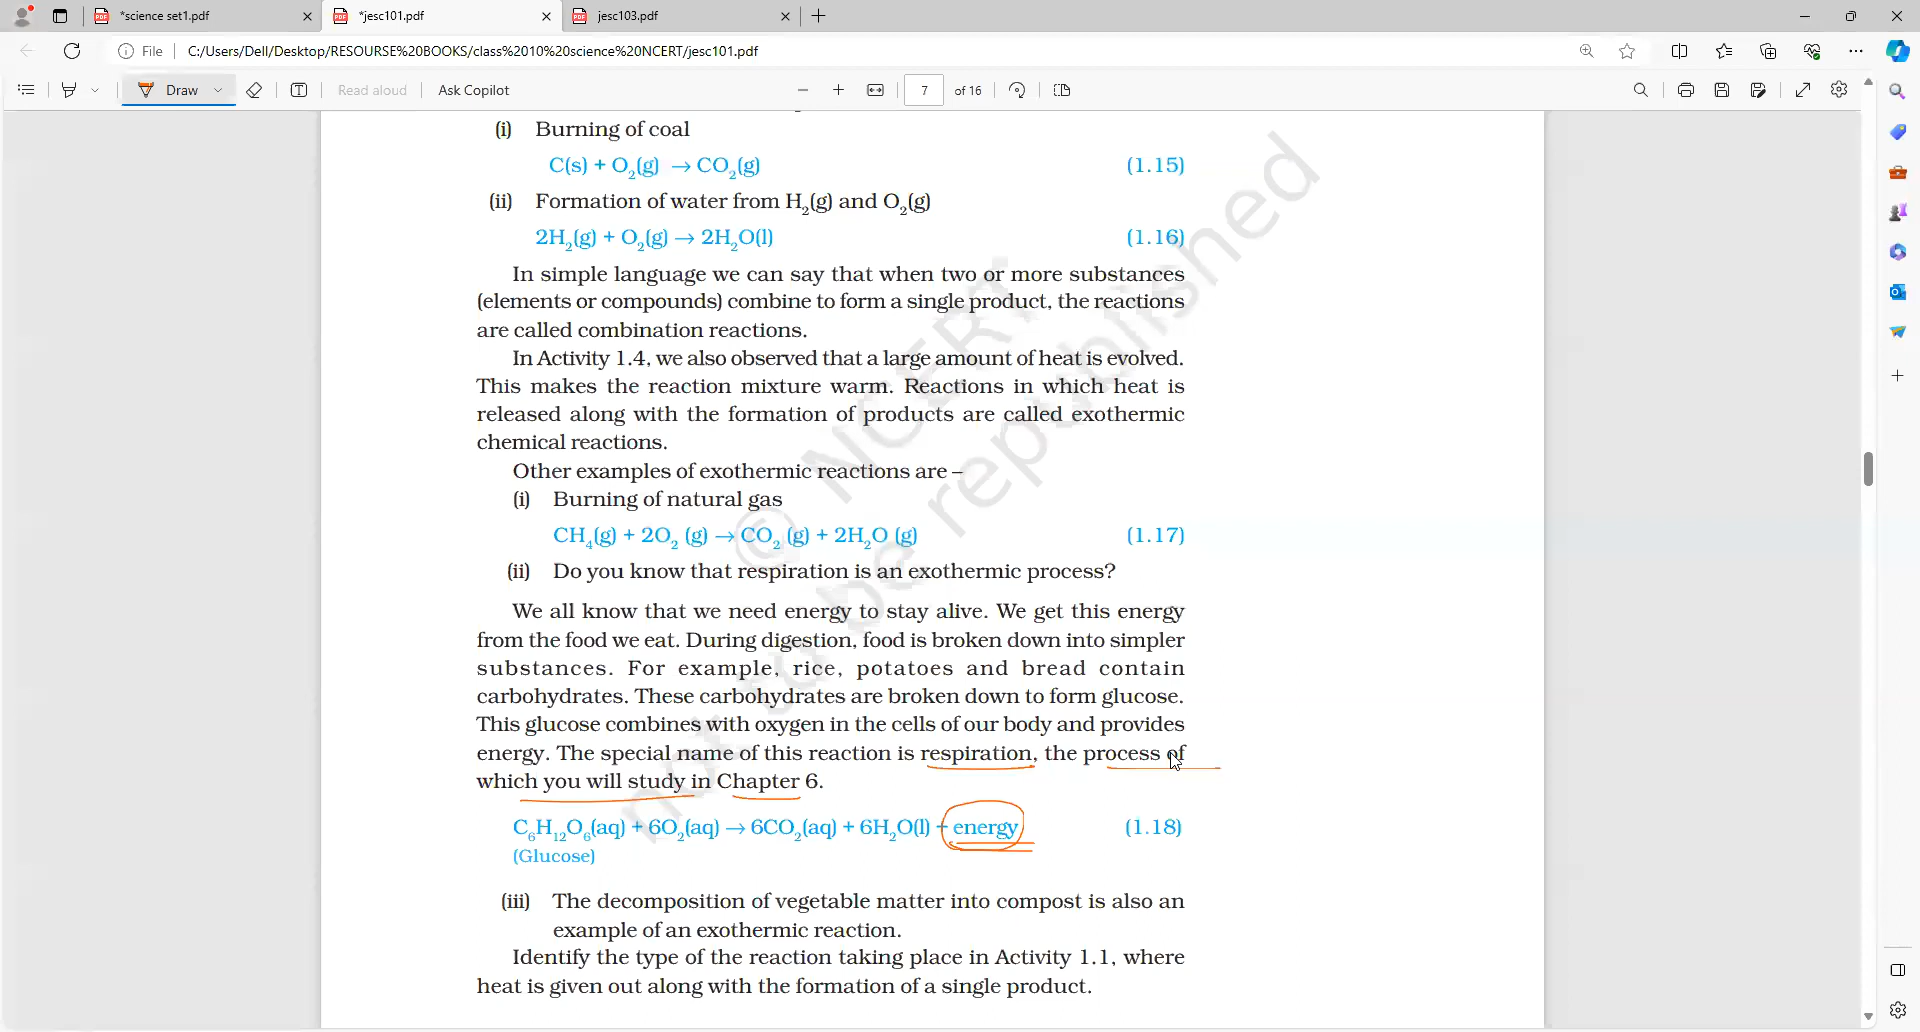 *science set1.pdf
*jesc101.pdf
jesc103.pdf
File
C:/Users/Dell/Desktop/RESOURSE%20BOOKS/class%2010%20science%20NCERT/jesc101.pdf
Draw
Read aloud
Ask Copilot
7
of 16
(i) Burning of coal
C(s) + O₂(g) → CO₂(g) (1.15)
(ii) Formation of water from H₂(g) and O₂(g)
2H₂(g) + O₂(g) → 2H₂O(l) (1.16)
In simple language we can say that when two or more substances
(elements or compounds) combine to form a single product, the reactions
are called combination reactions.
In Activity 1.4, we also observed that a large amount of heat is evolved.
This makes the reaction mixture warm. Reactions in which heat is
released along with the formation of products are called exothermic
chemical reactions.
Other examples of exothermic reactions are –
(i) Burning of natural gas
CH₄(g) + 2O₂ (g) → CO₂ (g) + 2H₂O (g) (1.17)
(ii) Do you know that respiration is an exothermic process?
We all know that we need energy to stay alive. We get this energy
from the food we eat. During digestion, food is broken down into simpler
substances. For example, rice, potatoes and bread contain
carbohydrates. These carbohydrates are broken down to form glucose.
This glucose combines with oxygen in the cells of our body and provides
energy. The special name of this reaction is respiration, the process of
which you will study in Chapter 6.
C₆H₁₂O₆(aq) + 6O₂(aq) → 6CO₂(aq) + 6H₂O(l) + energy (1.18)
(Glucose)
(iii) The decomposition of vegetable matter into compost is also an
example of an exothermic reaction.
Identify the type of the reaction taking place in Activity 1.1, where
heat is given out along with the formation of a single product.
© NCERT
not to be republished